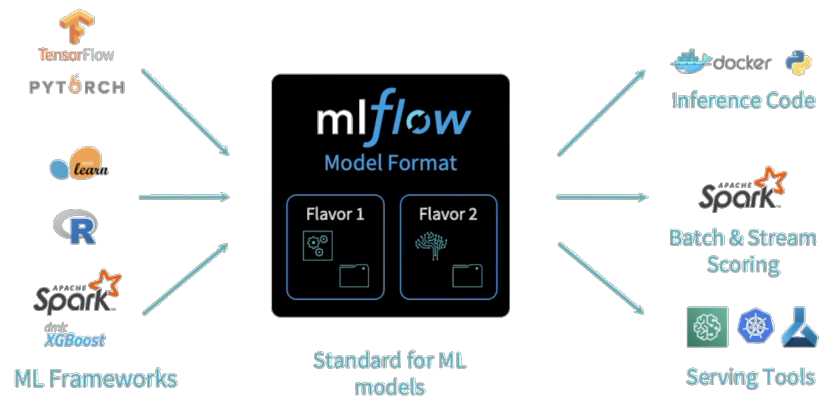 TensorFlow
PYTORCH
learn
R
APACHE
Spark
dmlc
XGBoost
ML Frameworks
mlflow
Model Format
Flavor 1
Flavor 2
Standard for ML
models
docker
Inference Code
APACHE
Spark
Batch & Stream
Scoring
Serving Tools